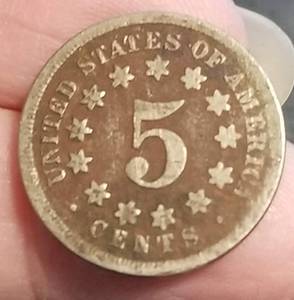 UNITED STATES OF AMERICA
5
CENTS